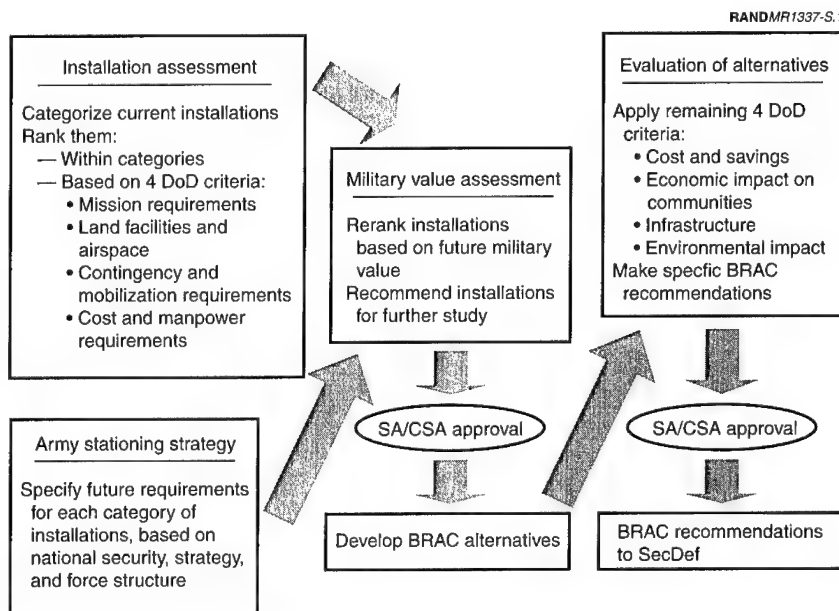 RANDMR1337-S.1
Installation assessment
Categorize current installations
Rank them:
— Within categories
— Based on 4 DoD criteria:
• Mission requirements
• Land facilities and
airspace
• Contingency and
mobilization requirements
• Cost and manpower
requirements
Army stationing strategy
Specify future requirements
for each category of
installations, based on
national security, strategy,
and force structure
Military value assessment
Rerank installations
based on future military
value
Recommend installations
for further study
SA/CSA approval
Develop BRAC alternatives
Evaluation of alternatives
Apply remaining 4 DoD
criteria:
• Cost and savings
• Economic impact on
communities
• Infrastructure
• Environmental impact
Make specfic BRAC
recommendations
SA/CSA approval
BRAC recommendations
to SecDef